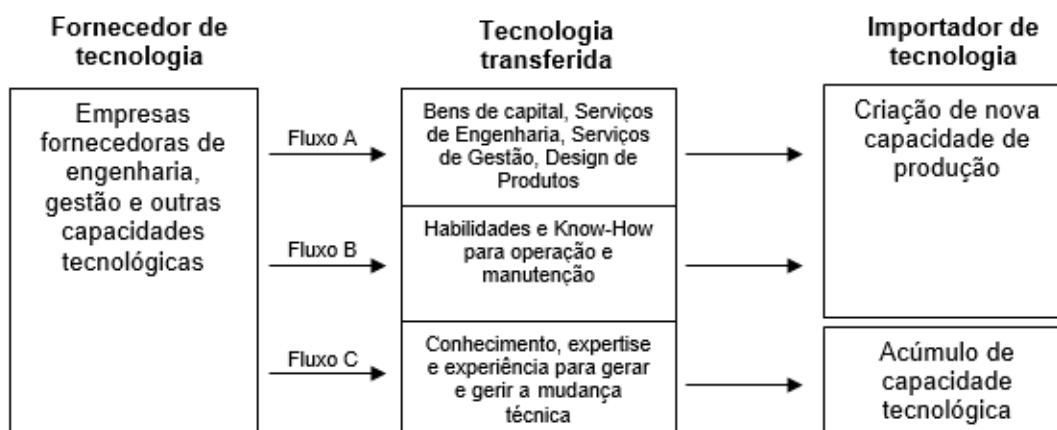 Fornecedor de
tecnologia
Tecnologia
transferida
Importador de
tecnologia
Empresas
fornecedoras de
engenharia,
gestão e outras
capacidades
tecnológicas
Fluxo A
Fluxo B
Fluxo C
Bens de capital, Serviços
de Engenharia, Serviços
de Gestão, Design de
Produtos
Habilidades e Know-How
para operação e
manutenção
Conhecimento, expertise
e experiência para gerar
e gerir a mudança
técnica
Criação de nova
capacidade de
produção
Acúmulo de
capacidade
tecnológica